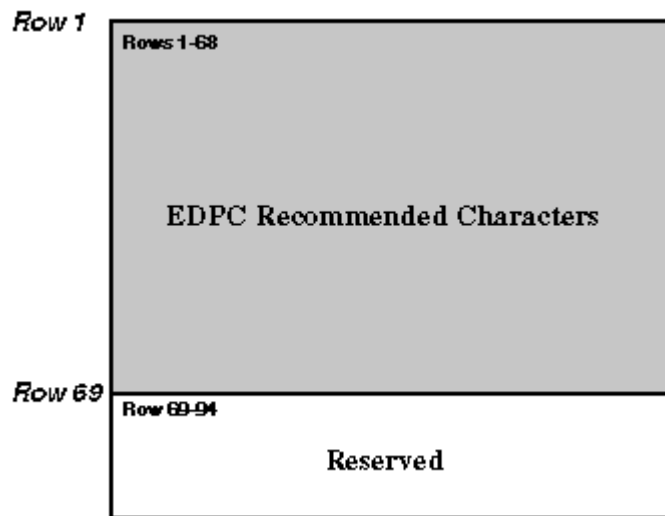 Row 1
Rows 1-68
EDPC Recommended Characters
Row 69
Row 69-94
Reserved